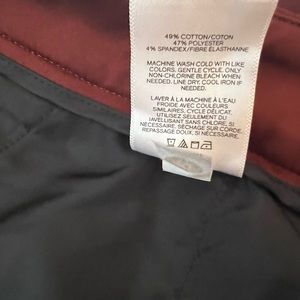 49% COTTON/COTON
47% POLYESTER
4% SPANDEX/FIBRE ÉLASTHANNE
MACHINE WASH COLD WITH LIKE
COLORS, GENTLE CYCLE. ONLY
NON-CHLORINE BLEACH WHEN
NEEDED. LINE DRY, COOL IRON IF
NEEDED.
LAVER À LA MACHINE À L'EAU
FROIDE AVEC COULEURS
SIMILAIRES, CYCLE DÉLICAT.
UTILISEZ SEULEMENT DU
JAVELLISANT SANS CHLORE, SI
NÉCESSAIRE. SÉCHAGE SUR CORDE.
REPASSAGE DOUX, SI NÉCESSAIRE.